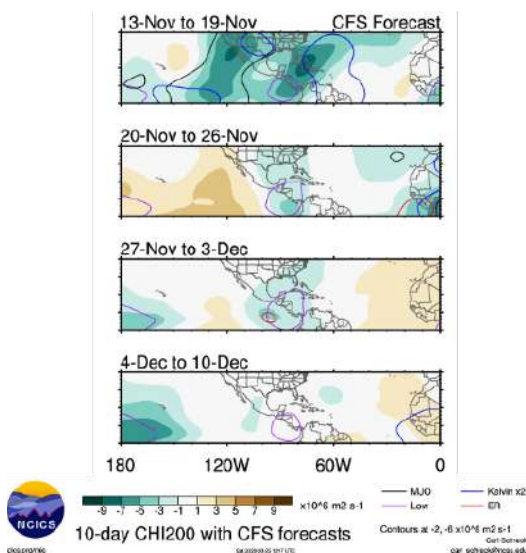 13-Nov to 19-Nov CFS Forecast
20-Nov to 26-Nov
27-Nov to 3-Dec
4-Dec to 10-Dec
180 120W 60W 0
NCICS
-9 -7 -5 -3 -1 1 3 5 7 9 x10^6 m2 s-1
MJO Kelvin x2
Low ER
10-day CHI200 with CFS forecasts
Contours at -2, -6 x10^6 m2 s-1